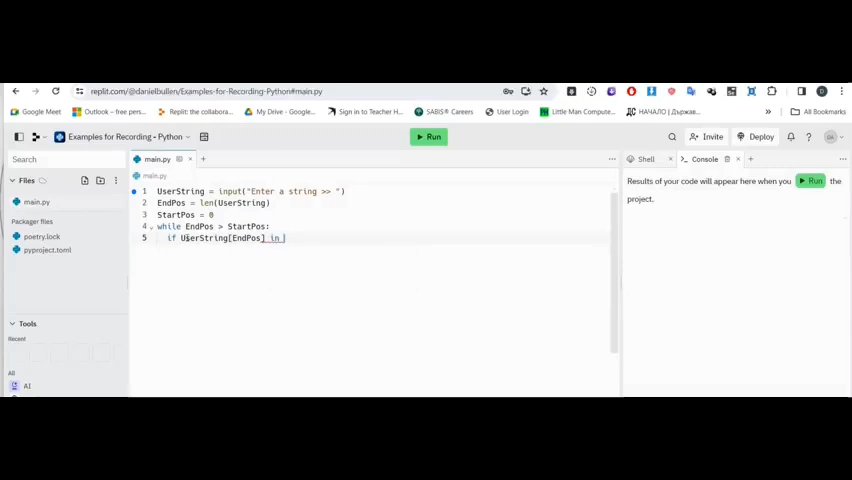 replit.com/@danielbullen/Examples-for-Recording-Python#main.py
Google Meet Outlook – free pers... Replit: the collabora... My Drive - Google... Sign in to Teacher H... SABIS® Careers User Login Little Man Compute... НАЧАЛО | Държав... » All Bookmarks
Examples for Recording - Python Run Invite Deploy
Search main.py Shell Console
Files main.py Results of your code will appear here when you Run the
project.
main.py
Packager files
poetry.lock
pyproject.toml
1 UserString = input("Enter a string >> ")
2 EndPos = len(UserString)
3 StartPos = 0
4 while EndPos > StartPos:
5 if UserString[EndPos] in
Tools
Recent
All
AI